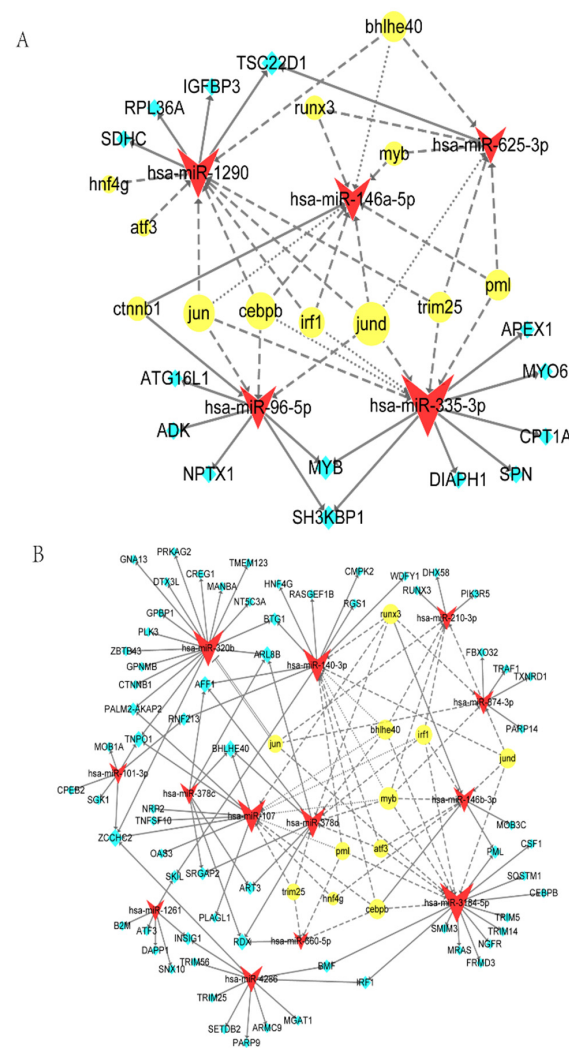 A
bhlhe40
TSC22D1
IGFBP3
RPL36A
runx3
SDHC
myb
hsa-miR-625-3p
hsa-miR-1290
hnf4g
hsa-miR-146a-5p
atf3
pml
ctnnb1
jun
cebpb
irf1
jund
trim25
APEX1
ATG16L1
MYO6
hsa-miR-96-5p
hsa-miR-335-3p
ADK
CPT1A
NPTX1
MYB
DIAPH1
SPN
SH3KBP1
B
PRKAG2
GNA13
TMEM123
CREG1
DTX3L
MANBA
HNF4G
CMPK2
WDFY1
DHX58
NT5C3A
RASGEF1B
RUNX3
PIK3R5
GPBP1
RGS1
BTG1
runx3
hsa-miR-210-3p
PLK3
ZBTB43
hsa-miR-320b
ARL8B
hsa-miR-140-3p
FBXO32
GPNMB
TRAF1
CTNNB1
AFF1
TXNRD1
hsa-miR-874-3p
PALM2-AKAP2
RNF213
bhlhe40
PARP14
TNPO1
jun
irf1
MOB1A
BHLHE40
jund
hsa-miR-101-3p
CPEB2
hsa-miR-378c
myb
hsa-miR-146b-3p
SGK1
NRP2
TNFSF10
hsa-miR-107
hsa-miR-378d
MOB3C
ZCCHC2
CSF1
OAS3
pml
atf3
PML
SKIL
SRGAP2
SOSTM1
ART3
trim25
hnf4g
CEBPB
hsa-miR-1261
PLAGL1
cebpb
hsa-miR-3184-5p
B2M
ATF3
TRIM5
INSIG1
RDX
hsa-miR-660-5p
SMIM3
TRIM14
DAPP1
NGFR
TRIM56
MRAS
FRMD3
SNX10
BMF
hsa-miR-4286
IRF1
TRIM25
MGAT1
SETDB2
ARMC9
PARP9